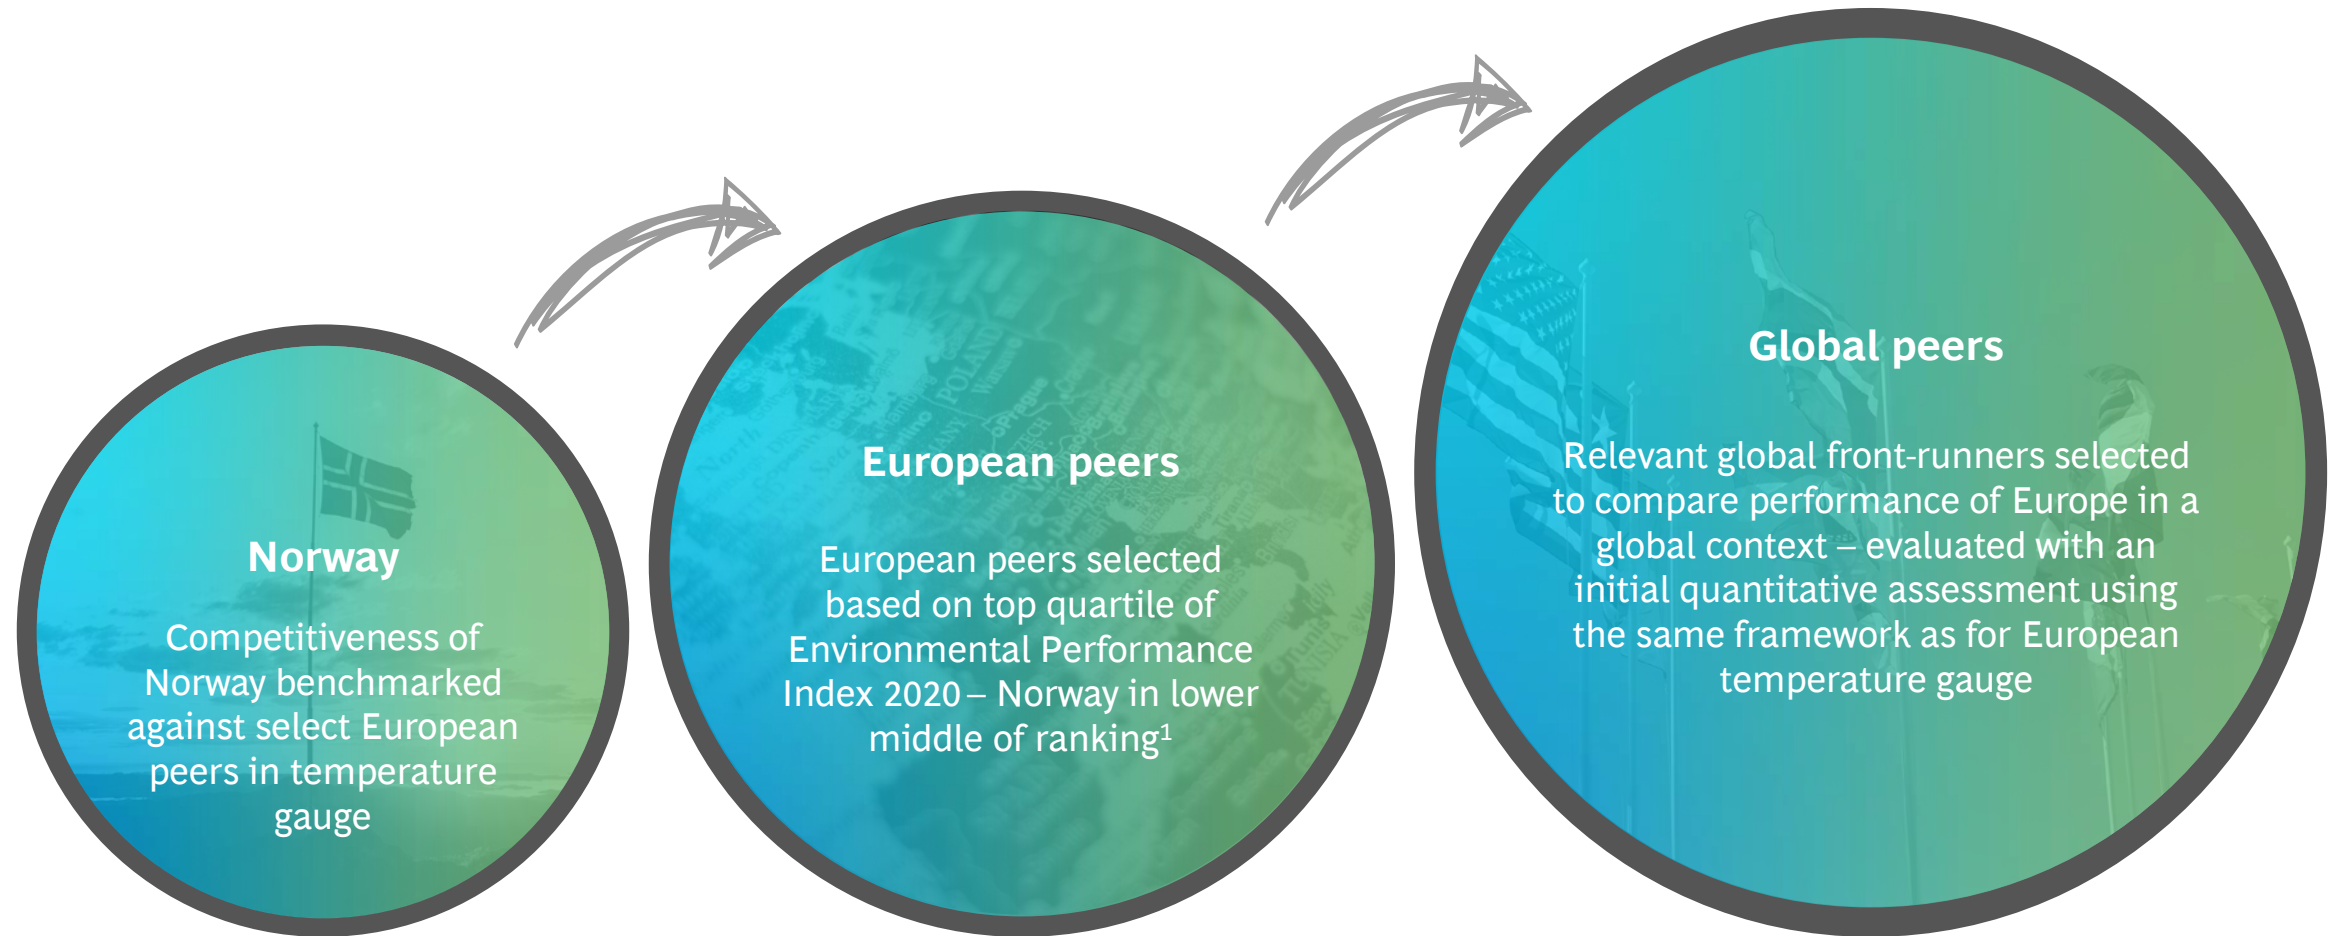 Norway
Competitiveness of
Norway benchmarked
against select European
peers in temperature
gauge
European peers
European peers selected
based on top quartile of
Environmental Performance
Index 2020 – Norway in lower
middle of ranking¹
Global peers
Relevant global front-runners selected
to compare performance of Europe in a
global context – evaluated with an
initial quantitative assessment using
the same framework as for European
temperature gauge
POLAND
Warsaw
Prague